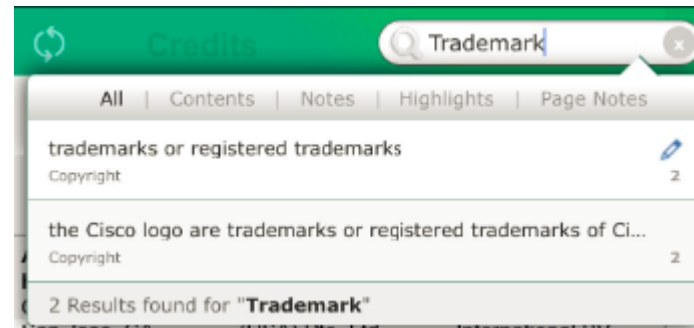 Credits
Trademark
All | Contents | Notes | Highlights | Page Notes
trademarks or registered trademarks
Copyright
2
the Cisco logo are trademarks or registered trademarks of Ci...
Copyright
2
2 Results found for "Trademark"